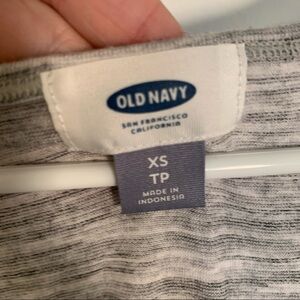 OLD NAVY
SAN FRANCISCO
CALIFORNIA
XS
TP
MADE IN
INDONESIA